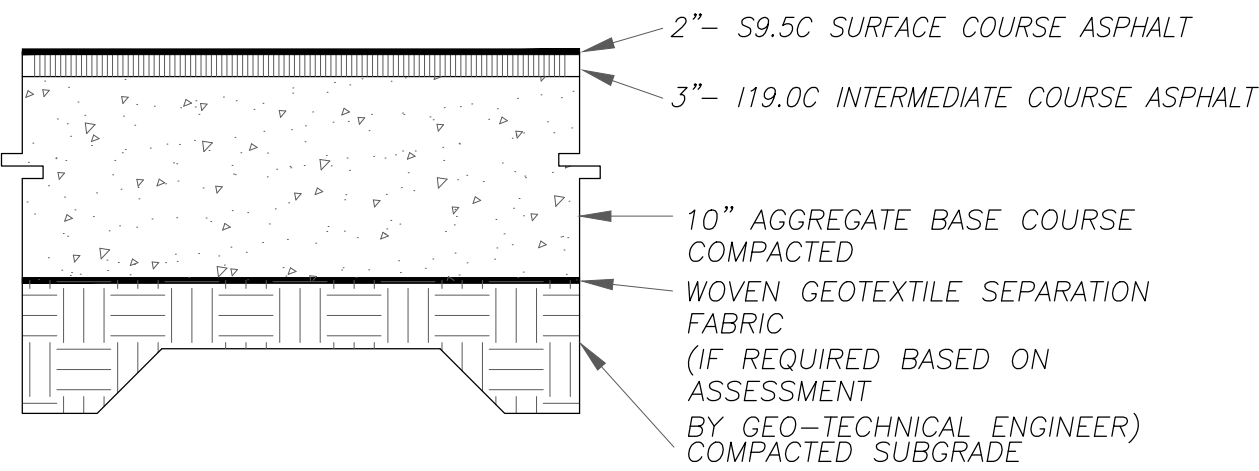 2”– S9.5C SURFACE COURSE ASPHALT
3”– I19.0C INTERMEDIATE COURSE ASPHALT
10” AGGREGATE BASE COURSE
COMPACTED
WOVEN GEOTEXTILE SEPARATION
FABRIC
(IF REQUIRED BASED ON
ASSESSMENT
BY GEO–TECHNICAL ENGINEER)
COMPACTED SUBGRADE